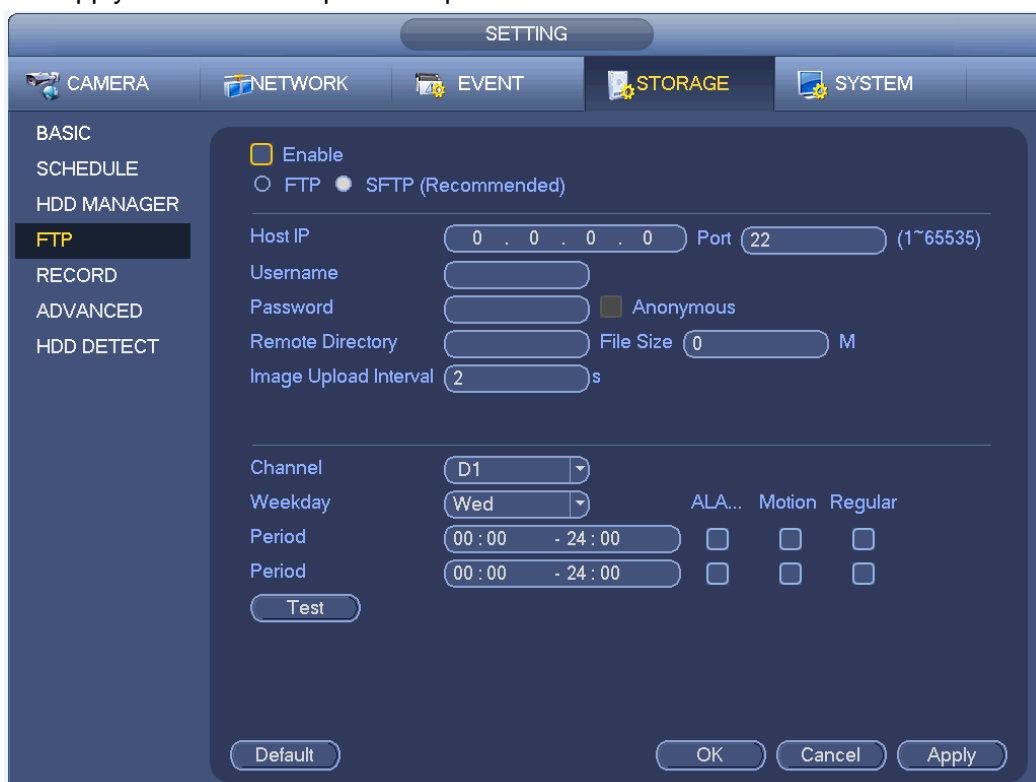 SETTING
CAMERA NETWORK EVENT STORAGE SYSTEM
BASIC
SCHEDULE
HDD MANAGER
FTP
RECORD
ADVANCED
HDD DETECT
Enable
FTP SFTP (Recommended)
Host IP 0 . 0 . 0 . 0 Port 22 (1~65535)
Username
Password Anonymous
Remote Directory File Size 0 M
Image Upload Interval 2 s
Channel D1
Weekday Wed ALA... Motion Regular
Period 00 : 00 - 24 : 00
Period 00 : 00 - 24 : 00
Test
Default OK Cancel Apply